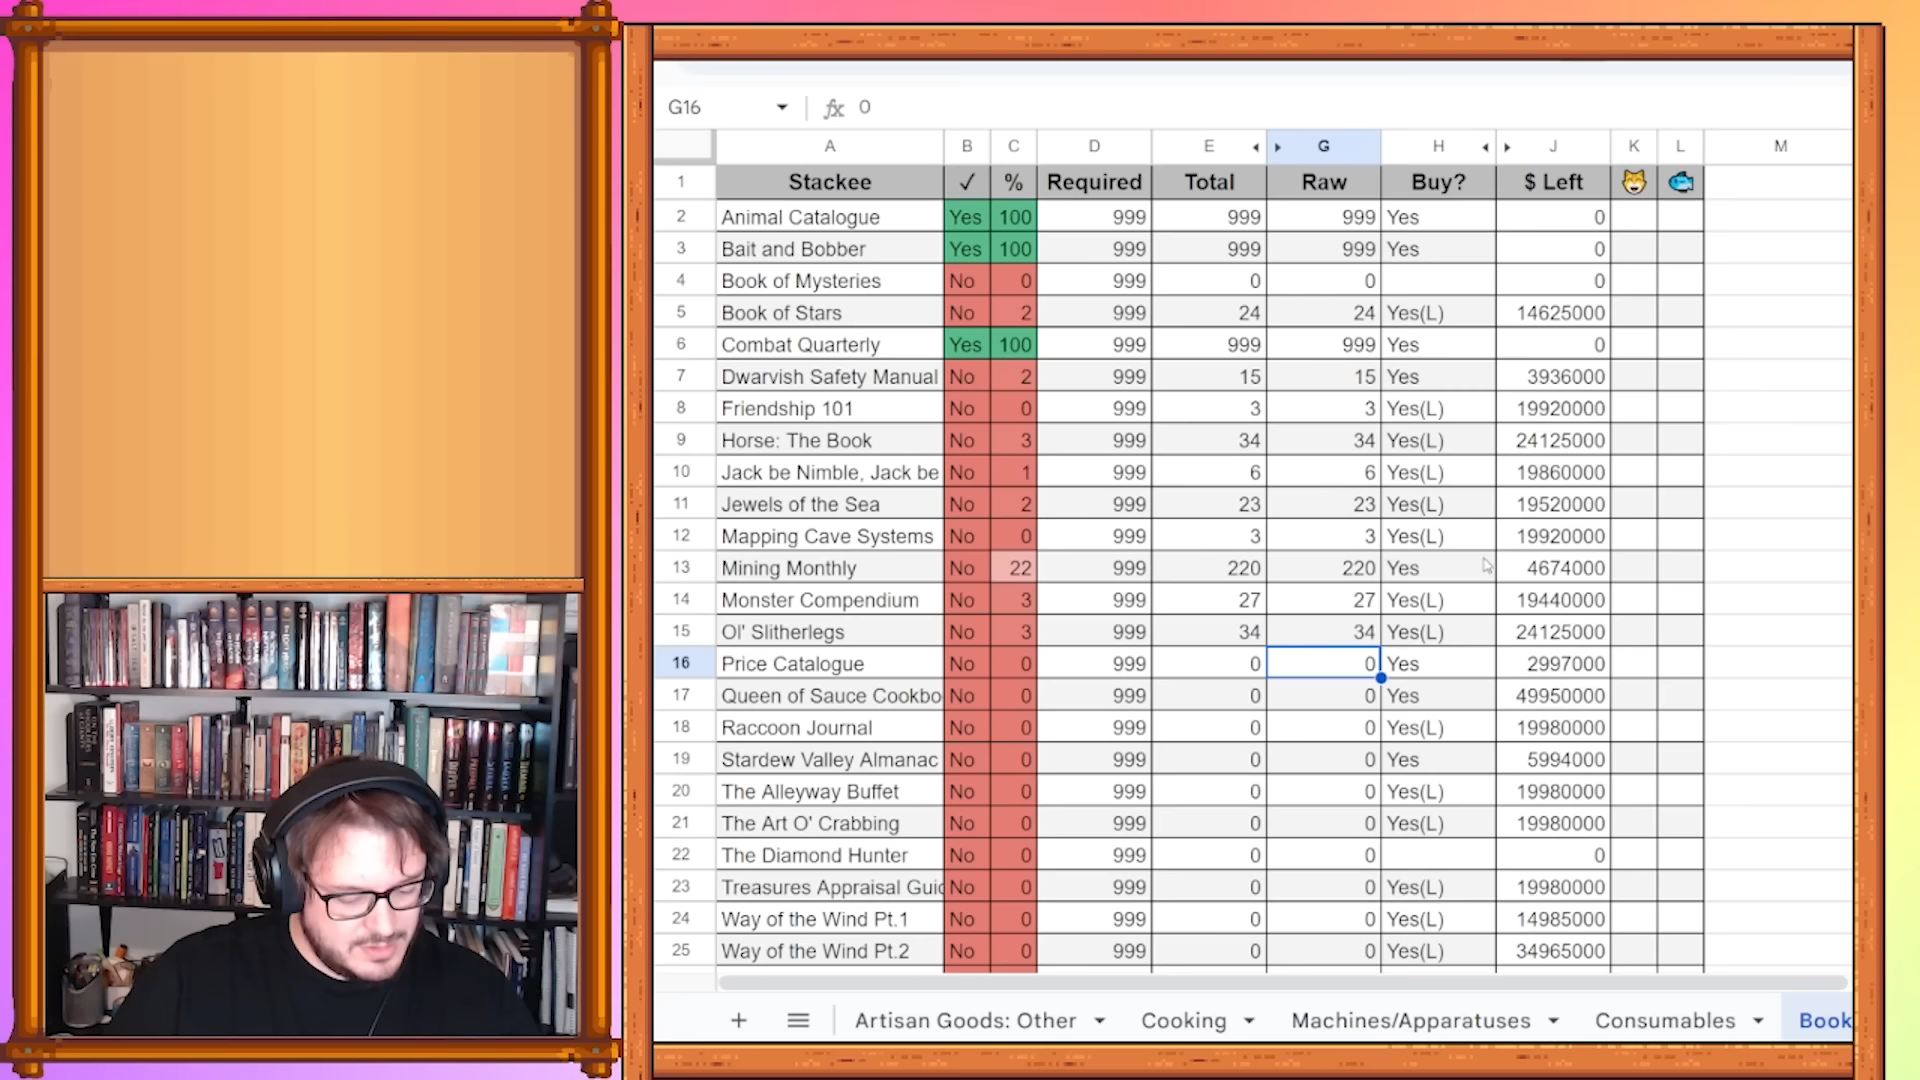 G16 fx 0
A B C D E G H J K L M
1 Stackee ✓ % Required Total Raw Buy? $ Left
2 Animal Catalogue Yes 100 999 999 999 Yes 0
3 Bait and Bobber Yes 100 999 999 999 Yes 0
4 Book of Mysteries No 0 999 0 0 0
5 Book of Stars No 2 999 24 24 Yes(L) 14625000
6 Combat Quarterly Yes 100 999 999 999 Yes 0
7 Dwarvish Safety Manual No 2 999 15 15 Yes 3936000
8 Friendship 101 No 0 999 3 3 Yes(L) 19920000
9 Horse: The Book No 3 999 34 34 Yes(L) 24125000
10 Jack be Nimble, Jack be No 1 999 6 6 Yes(L) 19860000
11 Jewels of the Sea No 2 999 23 23 Yes(L) 19520000
12 Mapping Cave Systems No 0 999 3 3 Yes(L) 19920000
13 Mining Monthly No 22 999 220 220 Yes 4674000
14 Monster Compendium No 3 999 27 27 Yes(L) 19440000
15 Ol' Slitherlegs No 3 999 34 34 Yes(L) 24125000
16 Price Catalogue No 0 999 0 0 Yes 2997000
17 Queen of Sauce Cookbo No 0 999 0 0 Yes 49950000
18 Raccoon Journal No 0 999 0 0 Yes(L) 19980000
19 Stardew Valley Almanac No 0 999 0 0 Yes 5994000
20 The Alleyway Buffet No 0 999 0 0 Yes(L) 19980000
21 The Art O' Crabbing No 0 999 0 0 Yes(L) 19980000
22 The Diamond Hunter No 0 999 0 0 0
23 Treasures Appraisal Guid No 0 999 0 0 Yes(L) 19980000
24 Way of the Wind Pt.1 No 0 999 0 0 Yes(L) 14985000
25 Way of the Wind Pt.2 No 0 999 0 0 Yes(L) 34965000
+ Artisan Goods: Other Cooking Machines/Apparatuses Consumables Book